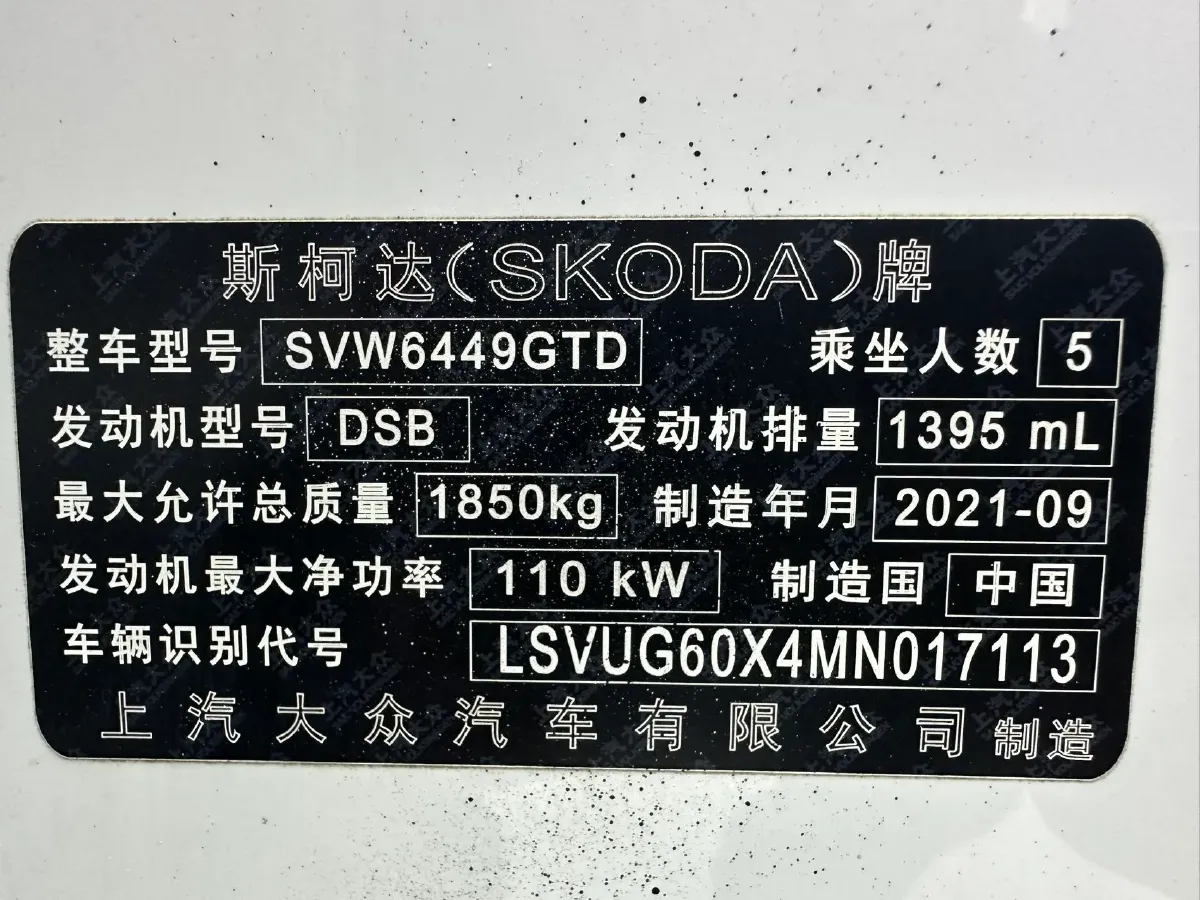 斯柯达(SKODA)牌
整车型号 SVW6449GTD 乘坐人数 5
发动机型号 DSB 发动机排量 1395 mL
最大允许总质量 1850kg 制造年月 2021-09
发动机最大净功率 110 kW 制造国 中国
车辆识别代号 LSVUG60X4MN017113
上汽大众汽车有限公司制造